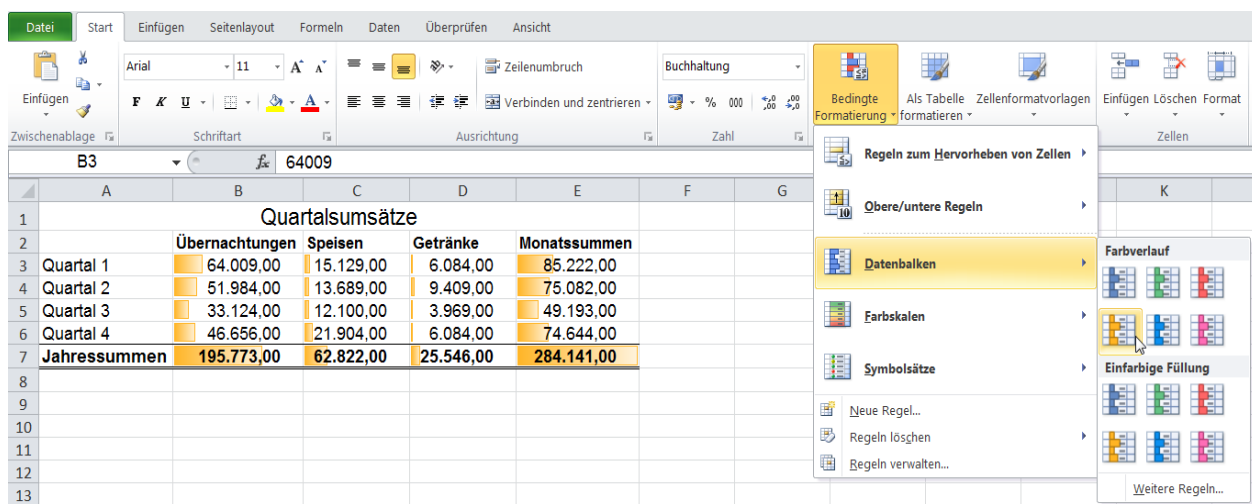 Datei Start Einfügen Seitenlayout Formeln Daten Überprüfen Ansicht
Arial 11 A A Zeilenumbruch Buchhaltung
Einfügen F K U A Verbinden und zentrieren % 000 ,0 ,00 ,00 ,0
Bedingte Formatierung
Als Tabelle formatieren
Zellenformatvorlagen
Einfügen Löschen Format
Zwischenablage Schriftart Ausrichtung Zahl Zellen
B3 fx 64009
A B C D E F G K
1 Quartalsumsätze
2 Übernachtungen Speisen Getränke Monatssummen
3 Quartal 1 64.009,00 15.129,00 6.084,00 85.222,00
4 Quartal 2 51.984,00 13.689,00 9.409,00 75.082,00
5 Quartal 3 33.124,00 12.100,00 3.969,00 49.193,00
6 Quartal 4 46.656,00 21.904,00 6.084,00 74.644,00
7 Jahressummen 195.773,00 62.822,00 25.546,00 284.141,00
8
9
10
11
12
13
Regeln zum Hervorheben von Zellen
10 Obere/untere Regeln
Datenbalken
Farbskalen
Symbolsätze
Neue Regel...
Regeln löschen
Regeln verwalten...
Farbverlauf
Einfarbige Füllung
Weitere Regeln...